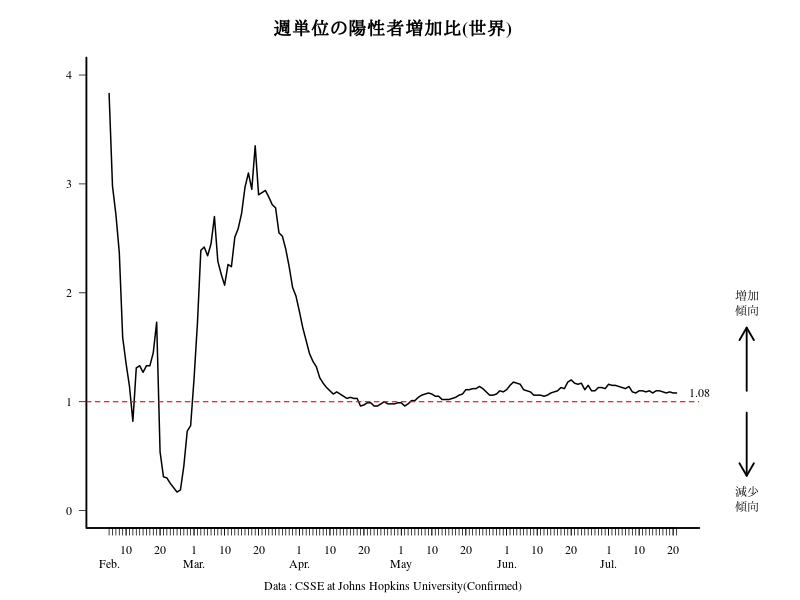 週単位の陽性者増加比(世界)
4
3
2
1
0
1.08
増加
傾向
減少
傾向
10 20 1 10 20 1 10 20 1 10 20 1 10 20 1 10 20
Feb. Mar. Apr. May Jun. Jul.
Data : CSSE at Johns Hopkins University(Confirmed)